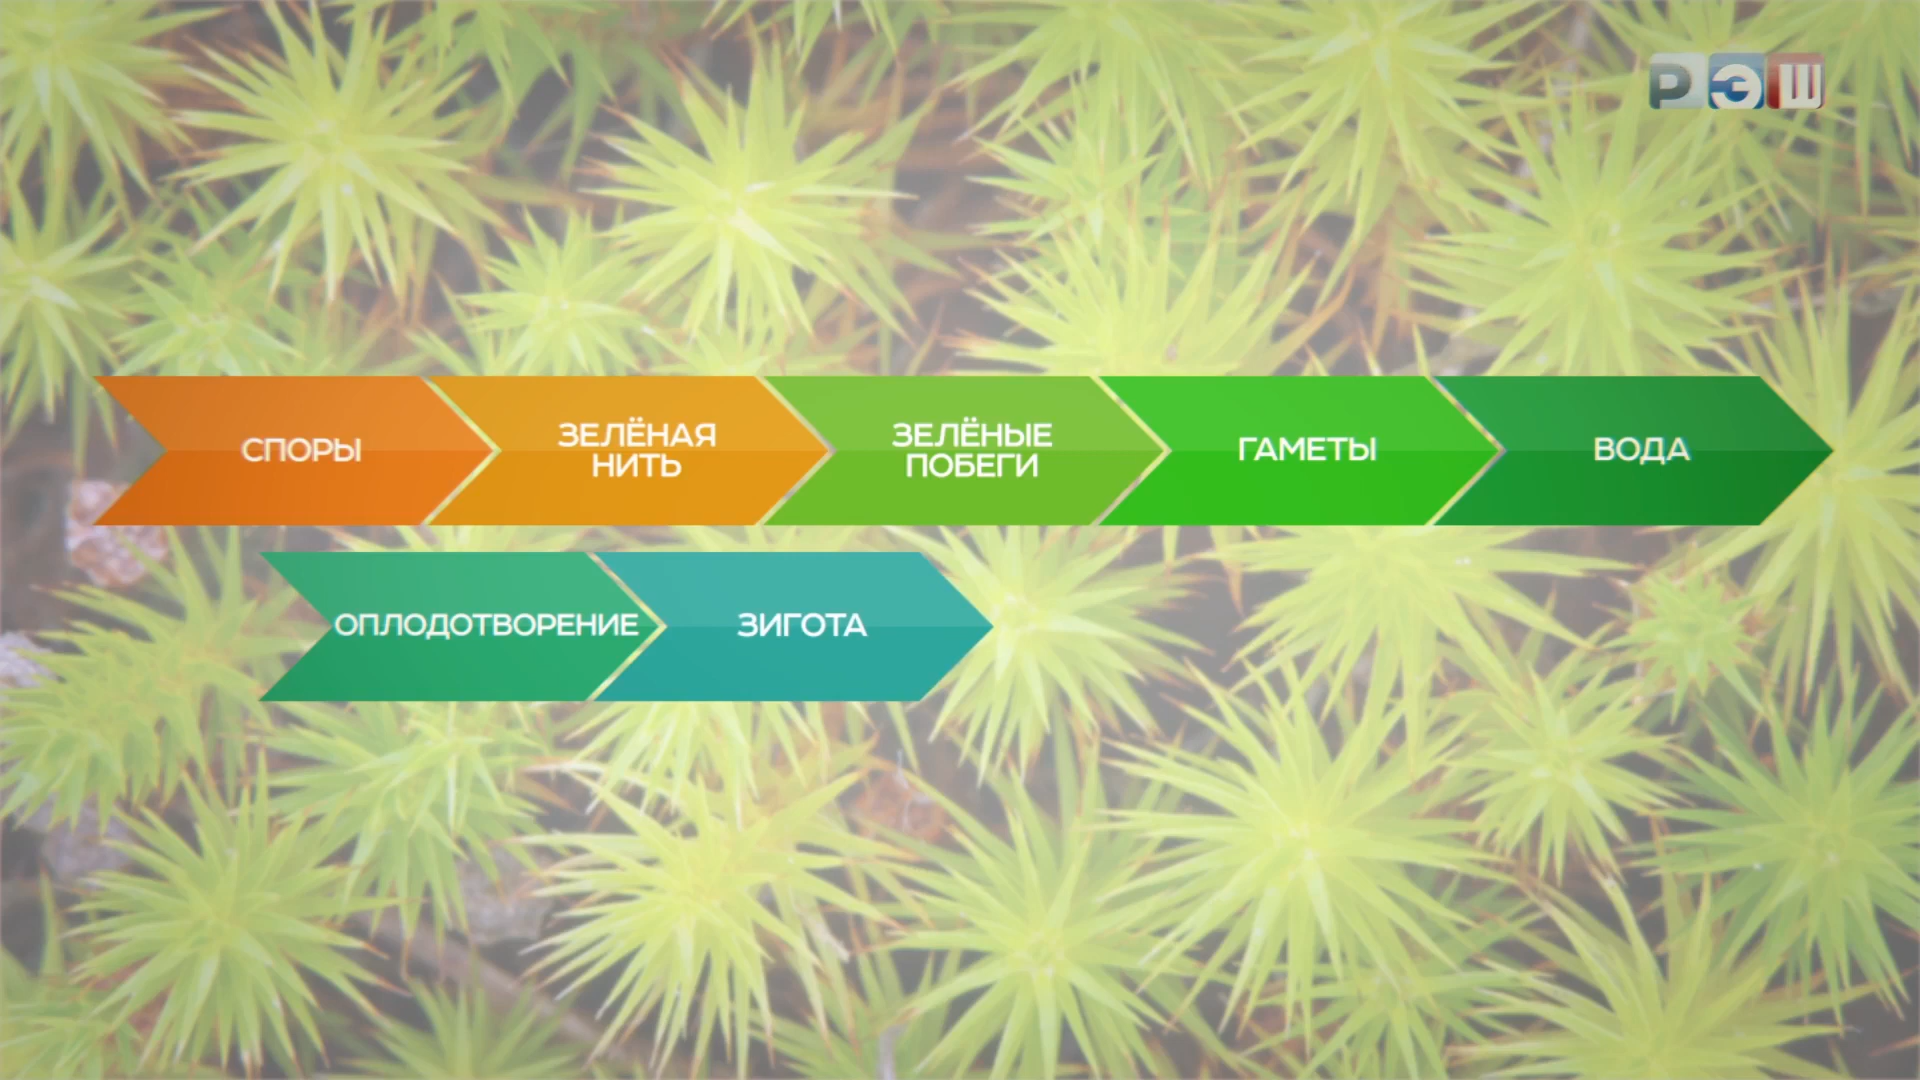 РЭШ
СПОРЫ
ЗЕЛЁНАЯ
НИТЬ
ЗЕЛЁНЫЕ
ПОБЕГИ
ГАМЕТЫ
ВОДА
ОПЛОДОТВОРЕНИЕ
ЗИГОТА